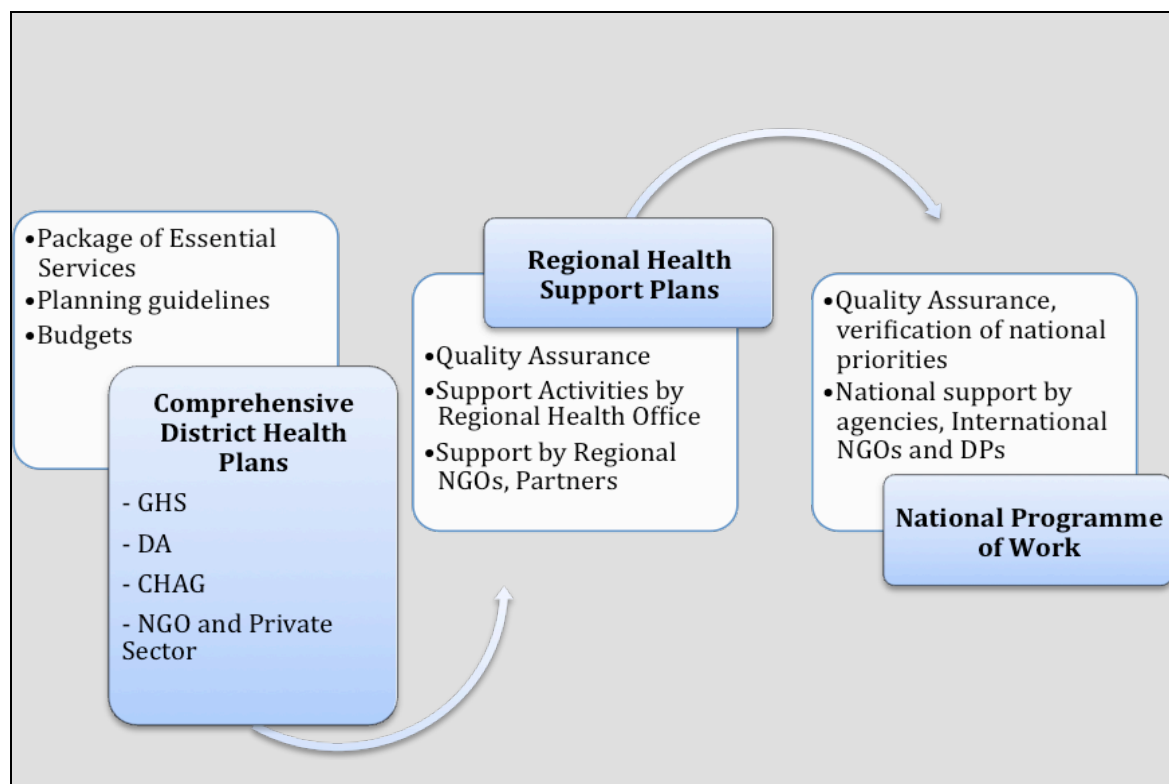 •Package of Essential
Services
•Planning guidelines
•Budgets
Comprehensive
District Health
Plans
- GHS
- DA
- CHAG
- NGO and Private
Sector
Regional Health
Support Plans
•Quality Assurance
•Support Activities by
Regional Health Office
•Support by Regional
NGOs, Partners
•Quality Assurance,
verification of national
priorities
•National support by
agencies, International
NGOs and DPs
National Programme
of Work